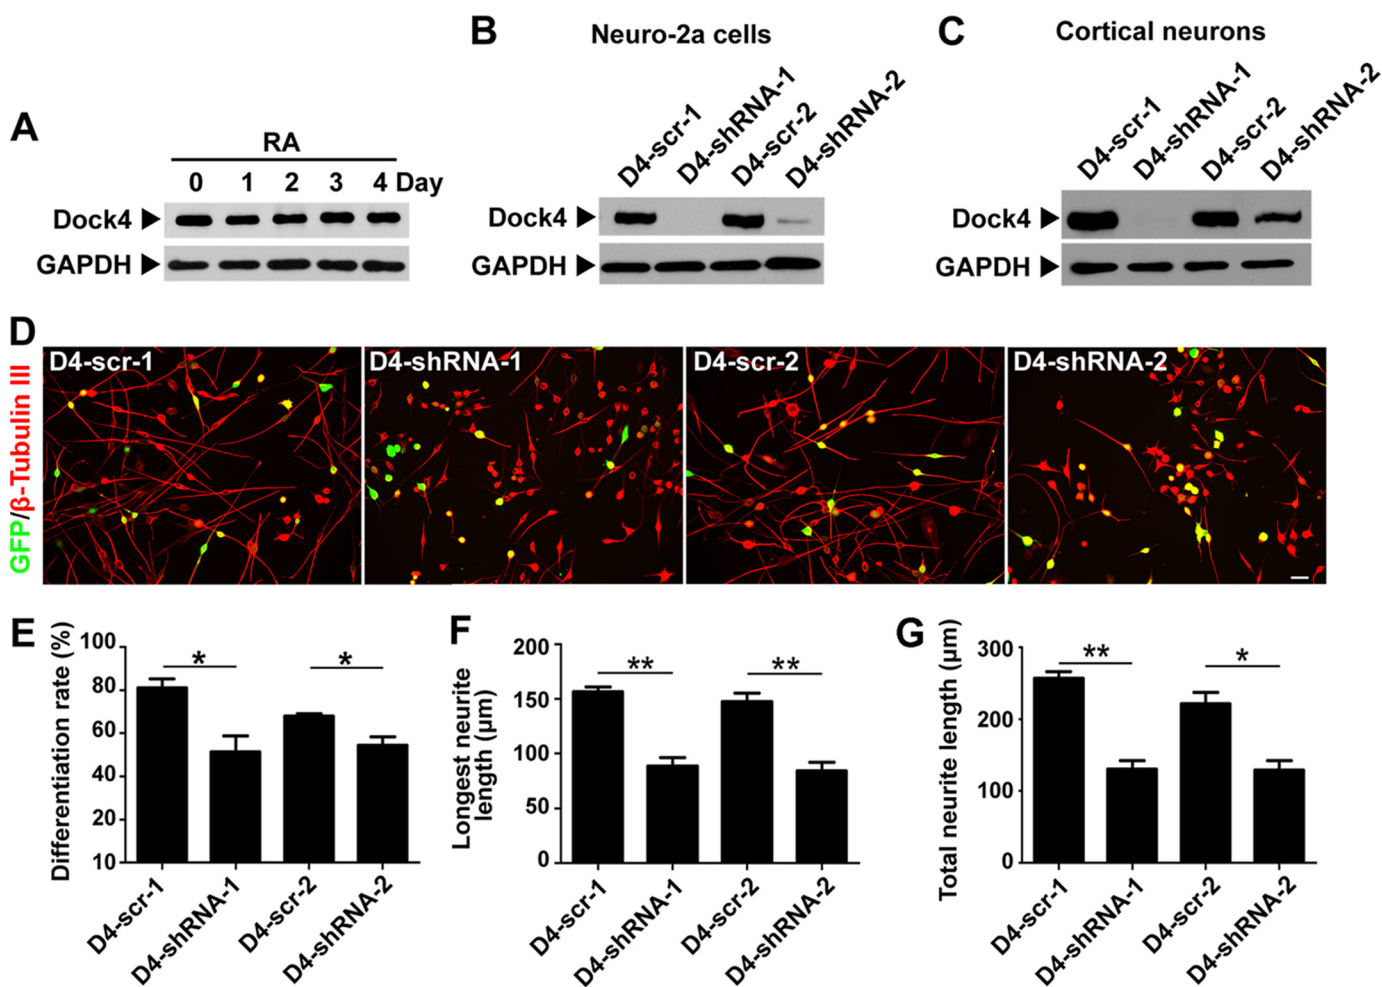 A
RA
0 1 2 3 4 Day
Dock4
GAPDH
B
Neuro-2a cells
D4-scr-1
D4-shRNA-1
D4-scr-2
D4-shRNA-2
Dock4
GAPDH
C
Cortical neurons
D4-scr-1
D4-shRNA-1
D4-scr-2
D4-shRNA-2
Dock4
GAPDH
D
GFP/β-Tubulin III
D4-scr-1
D4-shRNA-1
D4-scr-2
D4-shRNA-2
E
Differentiation rate (%)
100
80
60
40
20
10
*
*
D4-scr-1
D4-shRNA-1
D4-scr-2
D4-shRNA-2
F
Longest neurite
length (µm)
200
150
100
50
0
**
**
D4-scr-1
D4-shRNA-1
D4-scr-2
D4-shRNA-2
G
Total neurite length (µm)
300
200
100
0
**
*
D4-scr-1
D4-shRNA-1
D4-scr-2
D4-shRNA-2